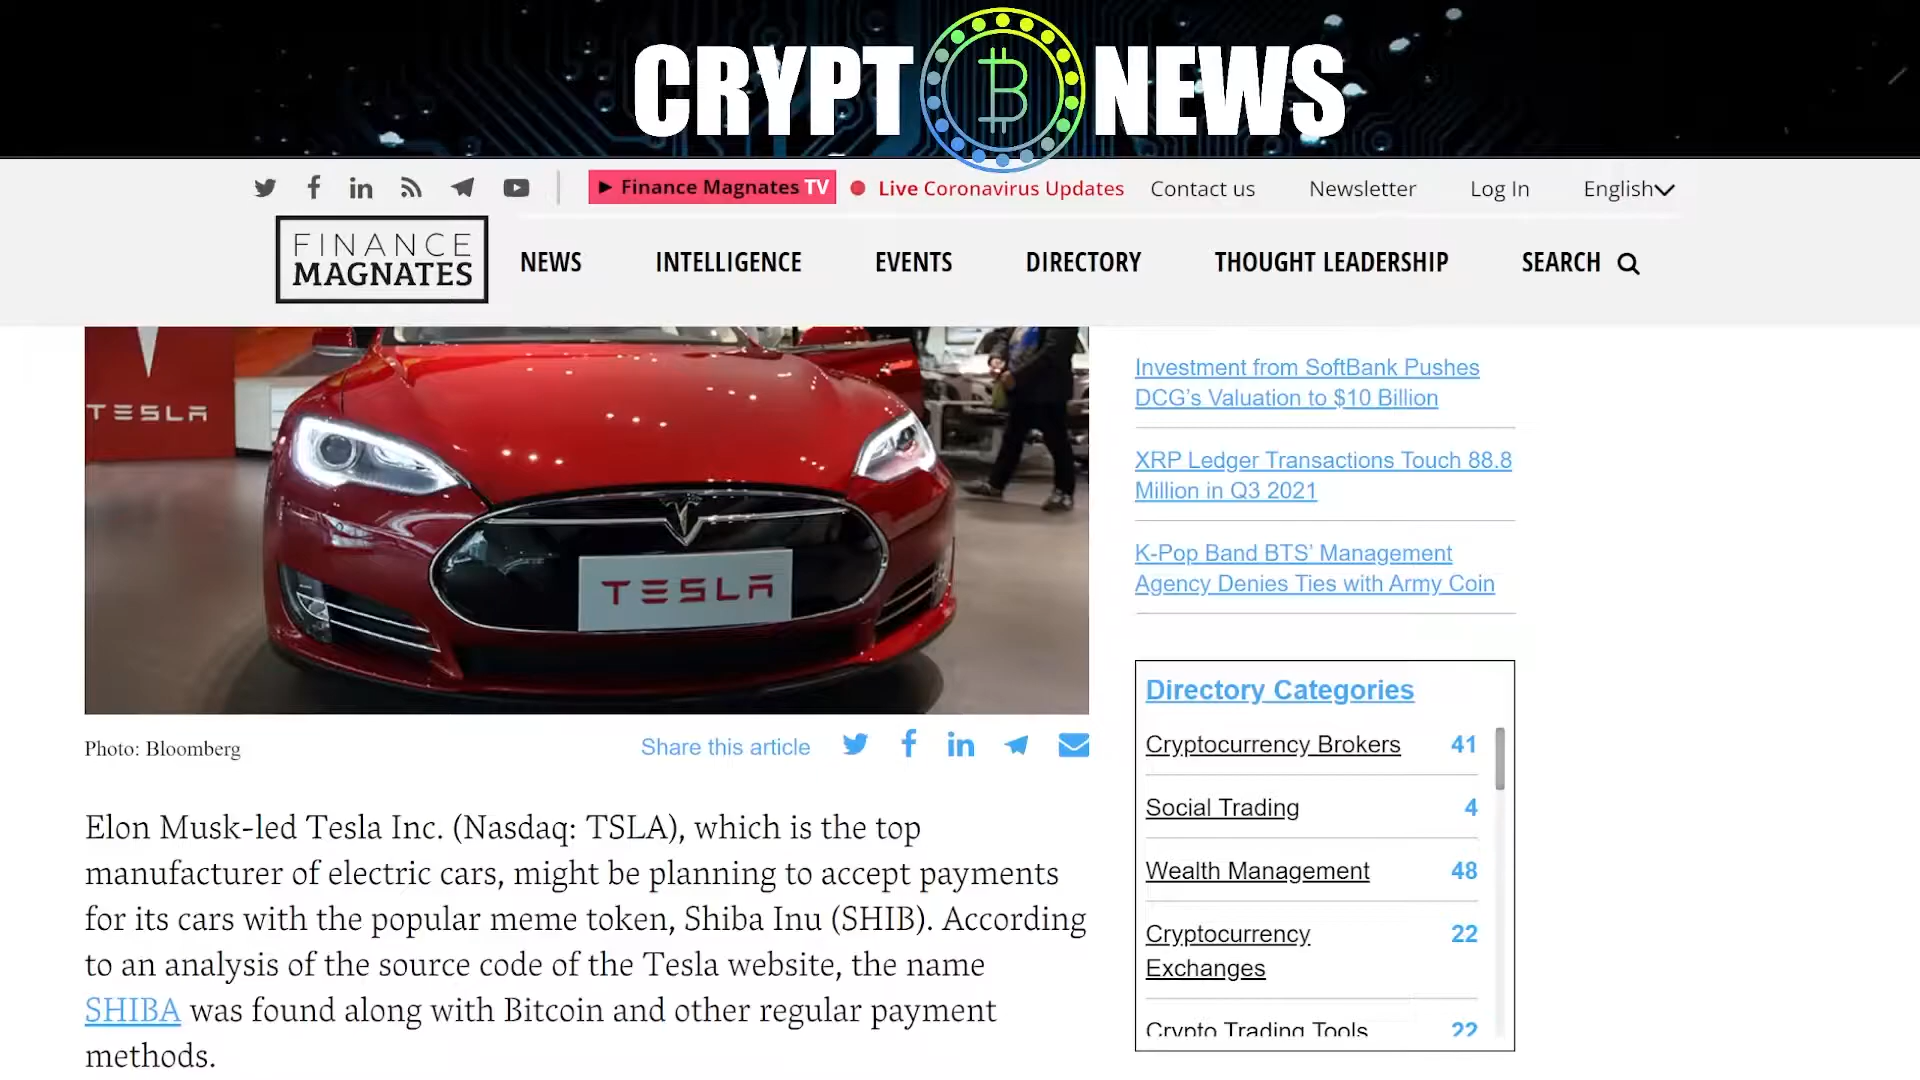 CRYPT NEWS
Finance Magnates TV
Live Coronavirus Updates
Contact us
Newsletter
Log In
English
FINANCE
MAGNATES
NEWS
INTELLIGENCE
EVENTS
DIRECTORY
THOUGHT LEADERSHIP
SEARCH
TESLA
TESLA
Photo: Bloomberg
Share this article
Elon Musk-led Tesla Inc. (Nasdaq: TSLA), which is the top
manufacturer of electric cars, might be planning to accept payments
for its cars with the popular meme token, Shiba Inu (SHIB). According
to an analysis of the source code of the Tesla website, the name
SHIBA was found along with Bitcoin and other regular payment
methods.
Investment from SoftBank Pushes
DCG’s Valuation to $10 Billion
XRP Ledger Transactions Touch 88.8
Million in Q3 2021
K-Pop Band BTS’ Management
Agency Denies Ties with Army Coin
Directory Categories
Cryptocurrency Brokers 41
Social Trading 4
Wealth Management 48
Cryptocurrency 22
Exchanges
Crypto Trading Tools 22